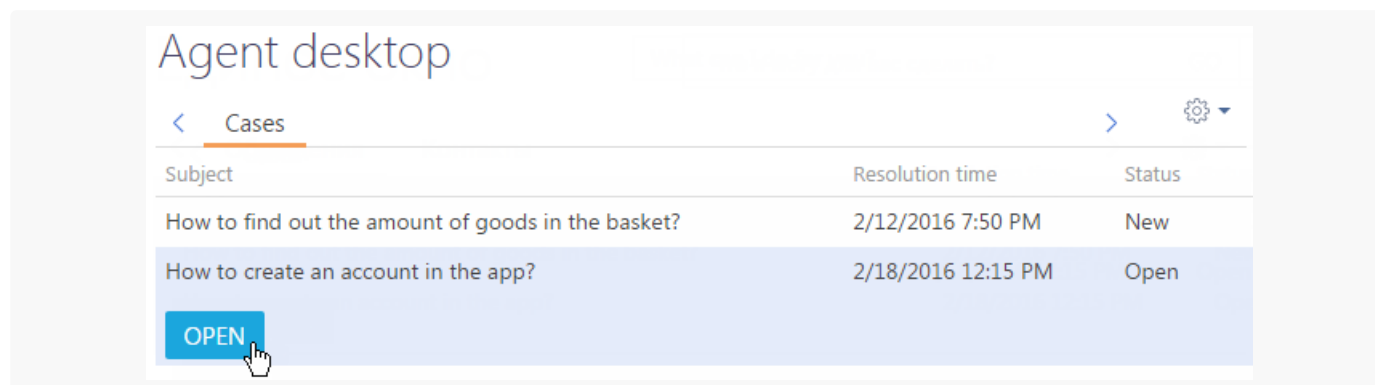 Agent desktop
Cases
Subject Resolution time Status
How to find out the amount of goods in the basket? 2/12/2016 7:50 PM New
How to create an account in the app? 2/18/2016 12:15 PM Open
OPEN